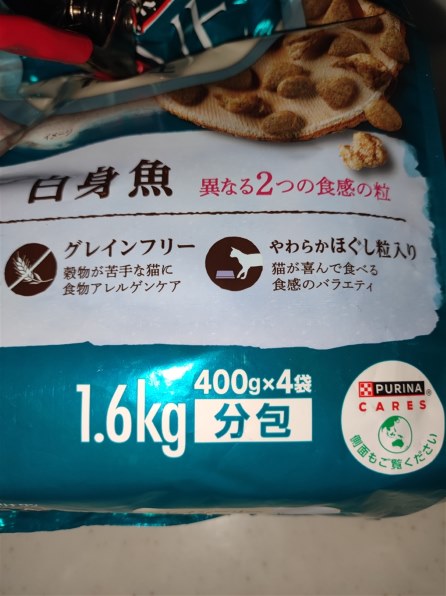 イメージ
白身魚
異なる2つの食感の粒
グレインフリー
穀物が苦手な猫に
食物アレルゲンケア
やわらかほぐし粒入り
猫が喜んで食べる
食感のバラエティ
1.6kg
400g×4袋
分包
PURINA
CARES
側面もご覧ください